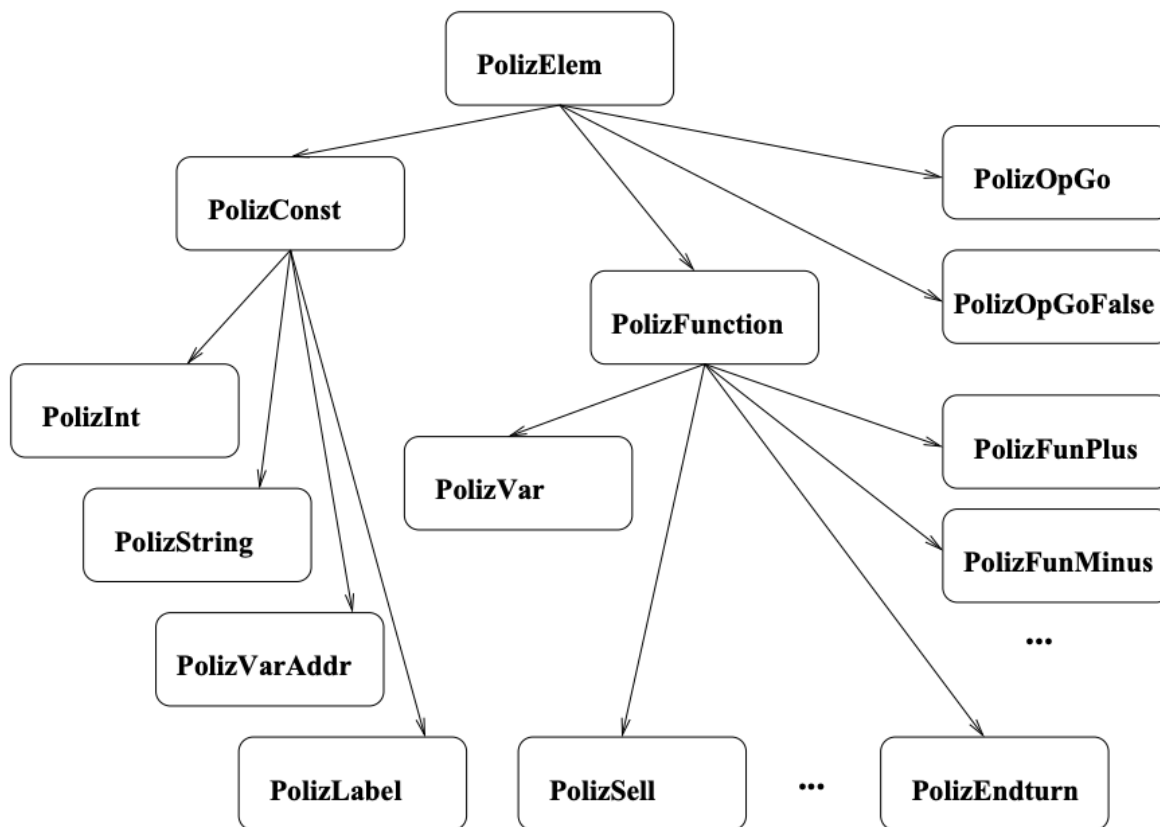 PolizElem
PolizOpGo
PolizConst
PolizOpGoFalse
PolizFunction
PolizInt
PolizFunPlus
PolizVar
PolizString
PolizFunMinus
...
PolizVarAddr
PolizLabel
PolizSell
...
PolizEndturn